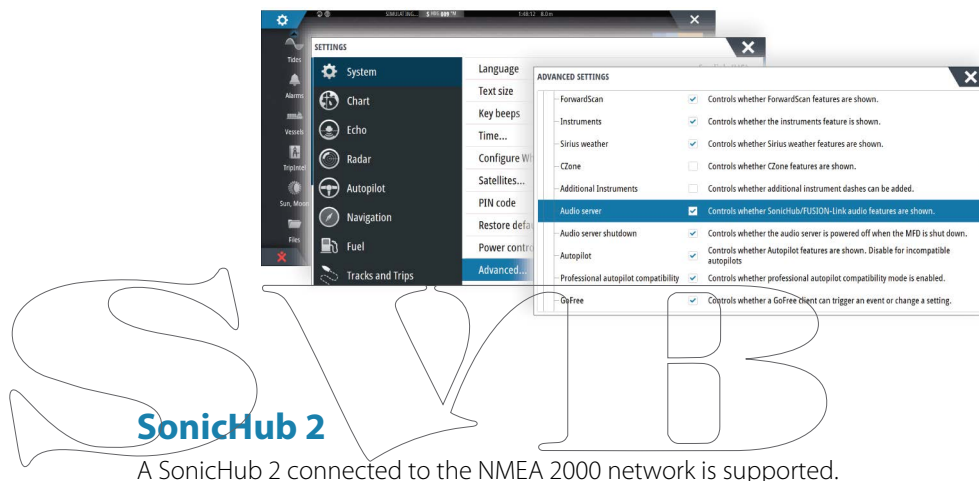 SIMULATING...
1:48:12 8.0m
Tides
Alarms
Vessels
TripIntel
Sun, Moon
Files
SETTINGS
System
Chart
Echo
Radar
Autopilot
Navigation
Fuel
Tracks and Trips
Language
Text size
Key beeps
Time...
Configure
Satellites...
PIN code
Restore
Power
Advanced...
ADVANCED SETTINGS
ForwardScan Controls whether ForwardScan features are shown.
Instruments Controls whether the instruments feature is shown.
Sirius weather Controls whether Sirius weather features are shown.
CZone Controls whether CZone features are shown.
Additional Instruments Controls whether additional instrument dashes can be added.
Audio server Controls whether SonicHub/FUSION-Link audio features are shown.
Audio server shutdown Controls whether the audio server is powered off when the MFD is shut down.
Autopilot Controls whether Autopilot features are shown. Disable for incompatible
autopilots
Professional autopilot compatibility Controls whether professional autopilot compatibility mode is enabled.
GoFree Controls whether a GoFree client can trigger an event or change a setting.
SVB
SonicHub 2
A SonicHub 2 connected to the NMEA 2000 network is supported.